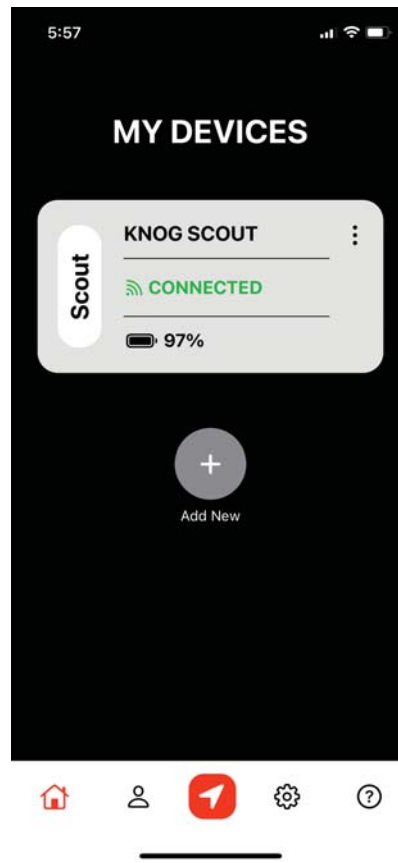 5:57
MY DEVICES
Scout
KNOG SCOUT
CONNECTED
97%
+
Add New
?